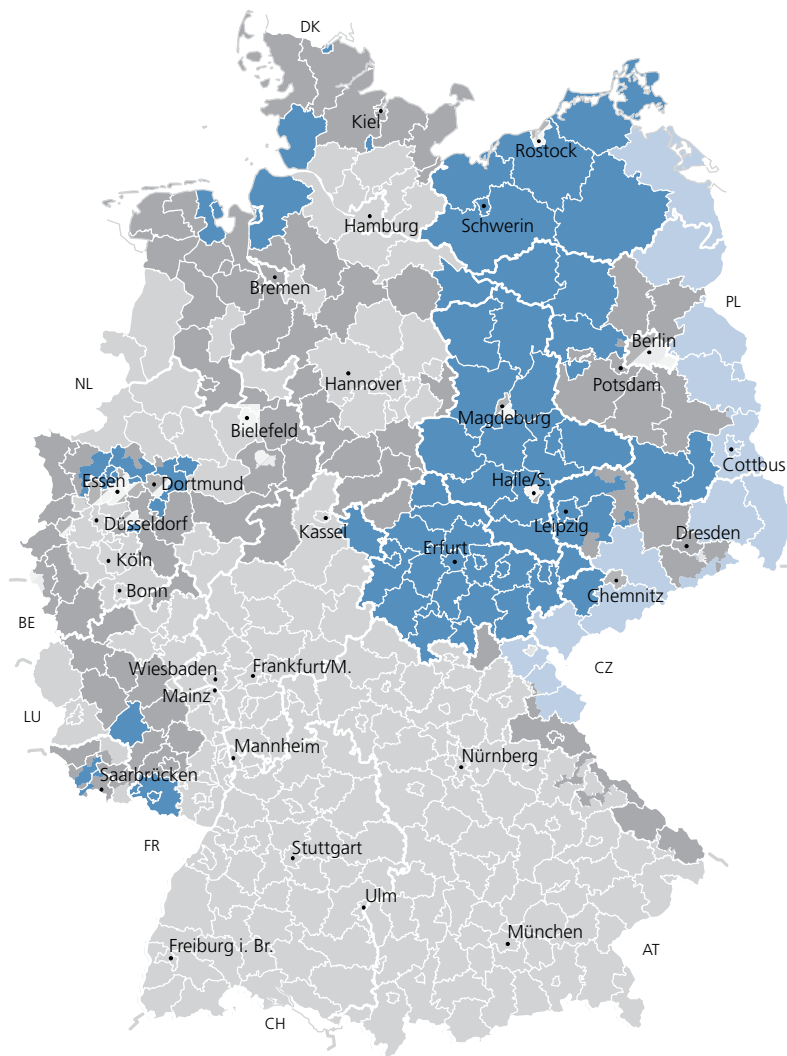 DK
Kiel
Rostock
Schwerin
Hamburg
Bremen
PL
Berlin
Potsdam
NL
Hannover
Magdeburg
Bielefeld
Cottbus
Essen
Dortmund
Halle/S.
Leipzig
Düsseldorf
Kassel
Dresden
Erfurt
Köln
Chemnitz
Bonn
BE
CZ
Wiesbaden
Frankfurt/M.
Mainz
LU
Mannheim
Nürnberg
Saarbrücken
FR
Stuttgart
Ulm
München
Freiburg i. Br.
AT
CH